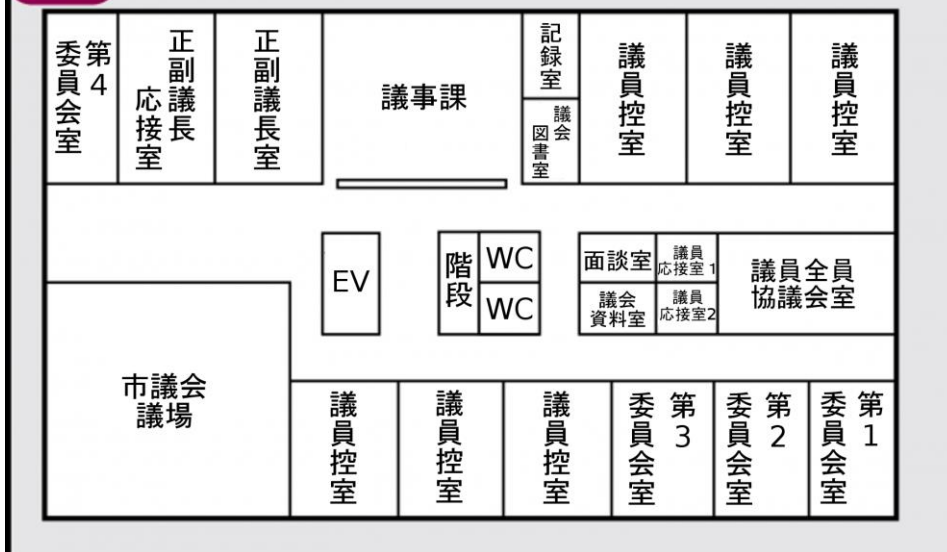 第4
委員会室
正副議長
応接室
正副議長室
議事課
記録室
議会
図書室
議員控室
議員控室
議員控室
EV
階段
WC
WC
面談室
議員
応接室1
議員全員
協議会室
議会
資料室
議員
応接室2
市議会
議場
議員控室
議員控室
議員控室
第3
委員会室
第2
委員会室
第1
委員会室